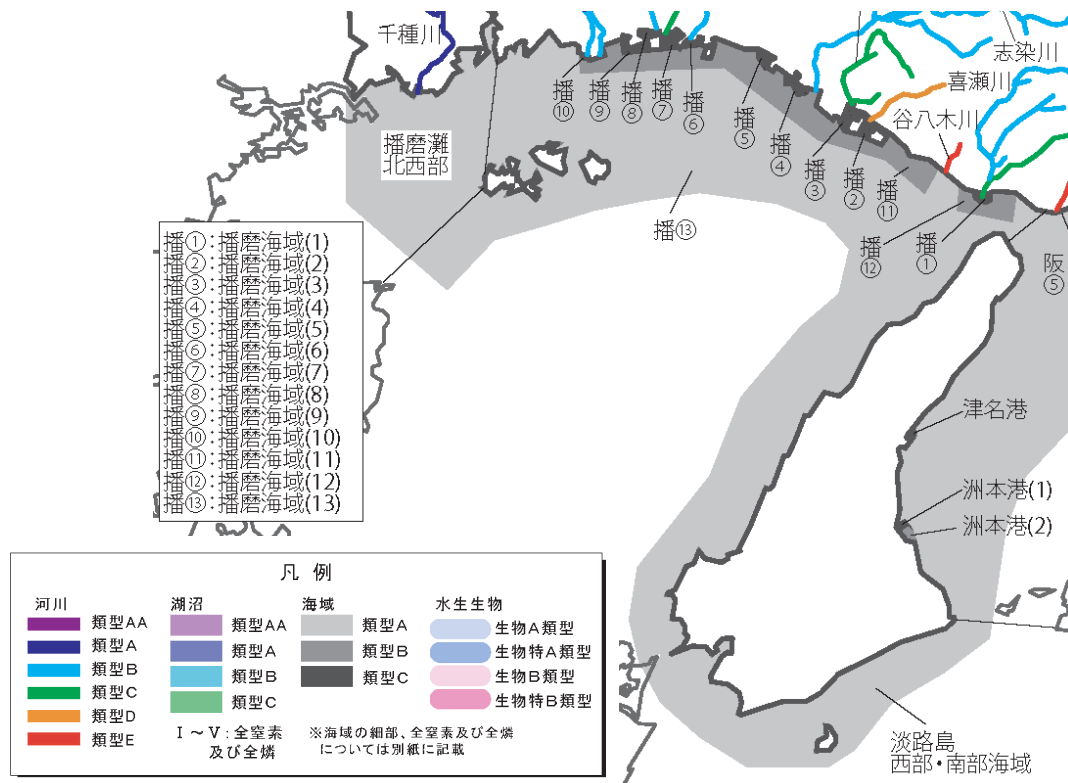 千種川
志染川
喜瀬川
谷八木川
播⑩
播⑨
播⑧
播⑦
播⑥
播⑤
播④
播③
播②
播⑪
播⑫
播①
阪⑤
播磨灘
北西部
播⑬
播①:播磨海域(1)
播②:播磨海域(2)
播③:播磨海域(3)
播④:播磨海域(4)
播⑤:播磨海域(5)
播⑥:播磨海域(6)
播⑦:播磨海域(7)
播⑧:播磨海域(8)
播⑨:播磨海域(9)
播⑩:播磨海域(10)
播⑪:播磨海域(11)
播⑫:播磨海域(12)
播⑬:播磨海域(13)
津名港
洲本港(1)
洲本港(2)
淡路島
西部・南部海域
凡 例
河川
類型AA
類型A
類型B
類型C
類型D
類型E
湖沼
類型AA
類型A
類型B
類型C
I～V:全窒素
及び全燐
海域
類型A
類型B
類型C
※海域の細部、全窒素及び全燐
については別紙に記載
水生生物
生物A類型
生物特A類型
生物B類型
生物特B類型